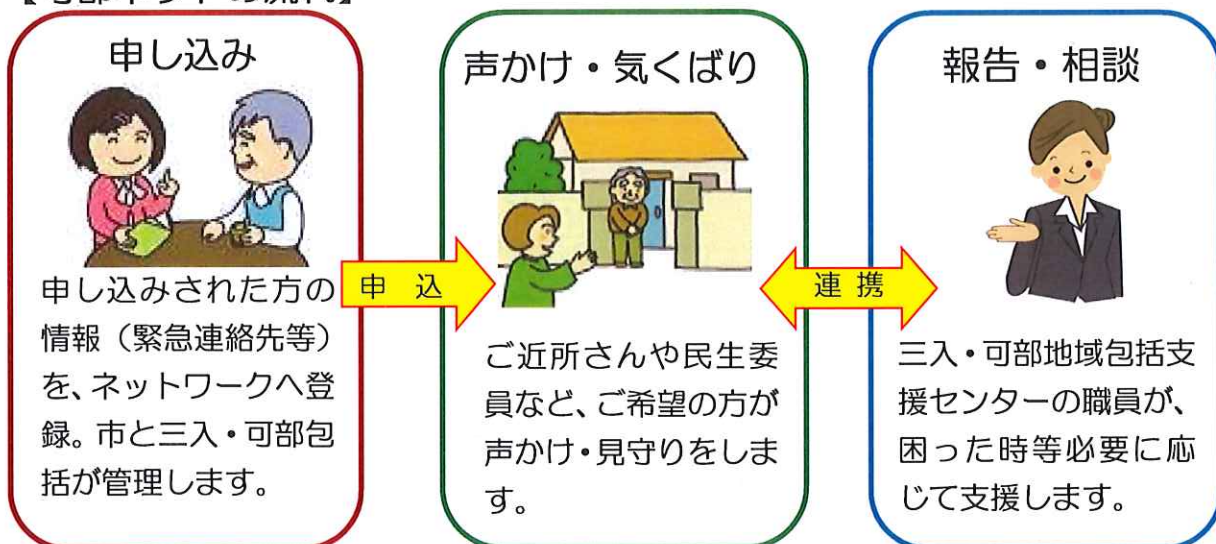 申し込み
申し込みされた方の
情報（緊急連絡先等）
を、ネットワークへ登
録。市と三入・可部包
括が管理します。
申 込
声かけ・気くばり
ご近所さんや民生委
員など、ご希望の方が
声かけ・見守りをしま
す。
連 携
報告・相談
三入・可部地域包括支
援センターの職員が、
困った時等必要に応
じて支援します。